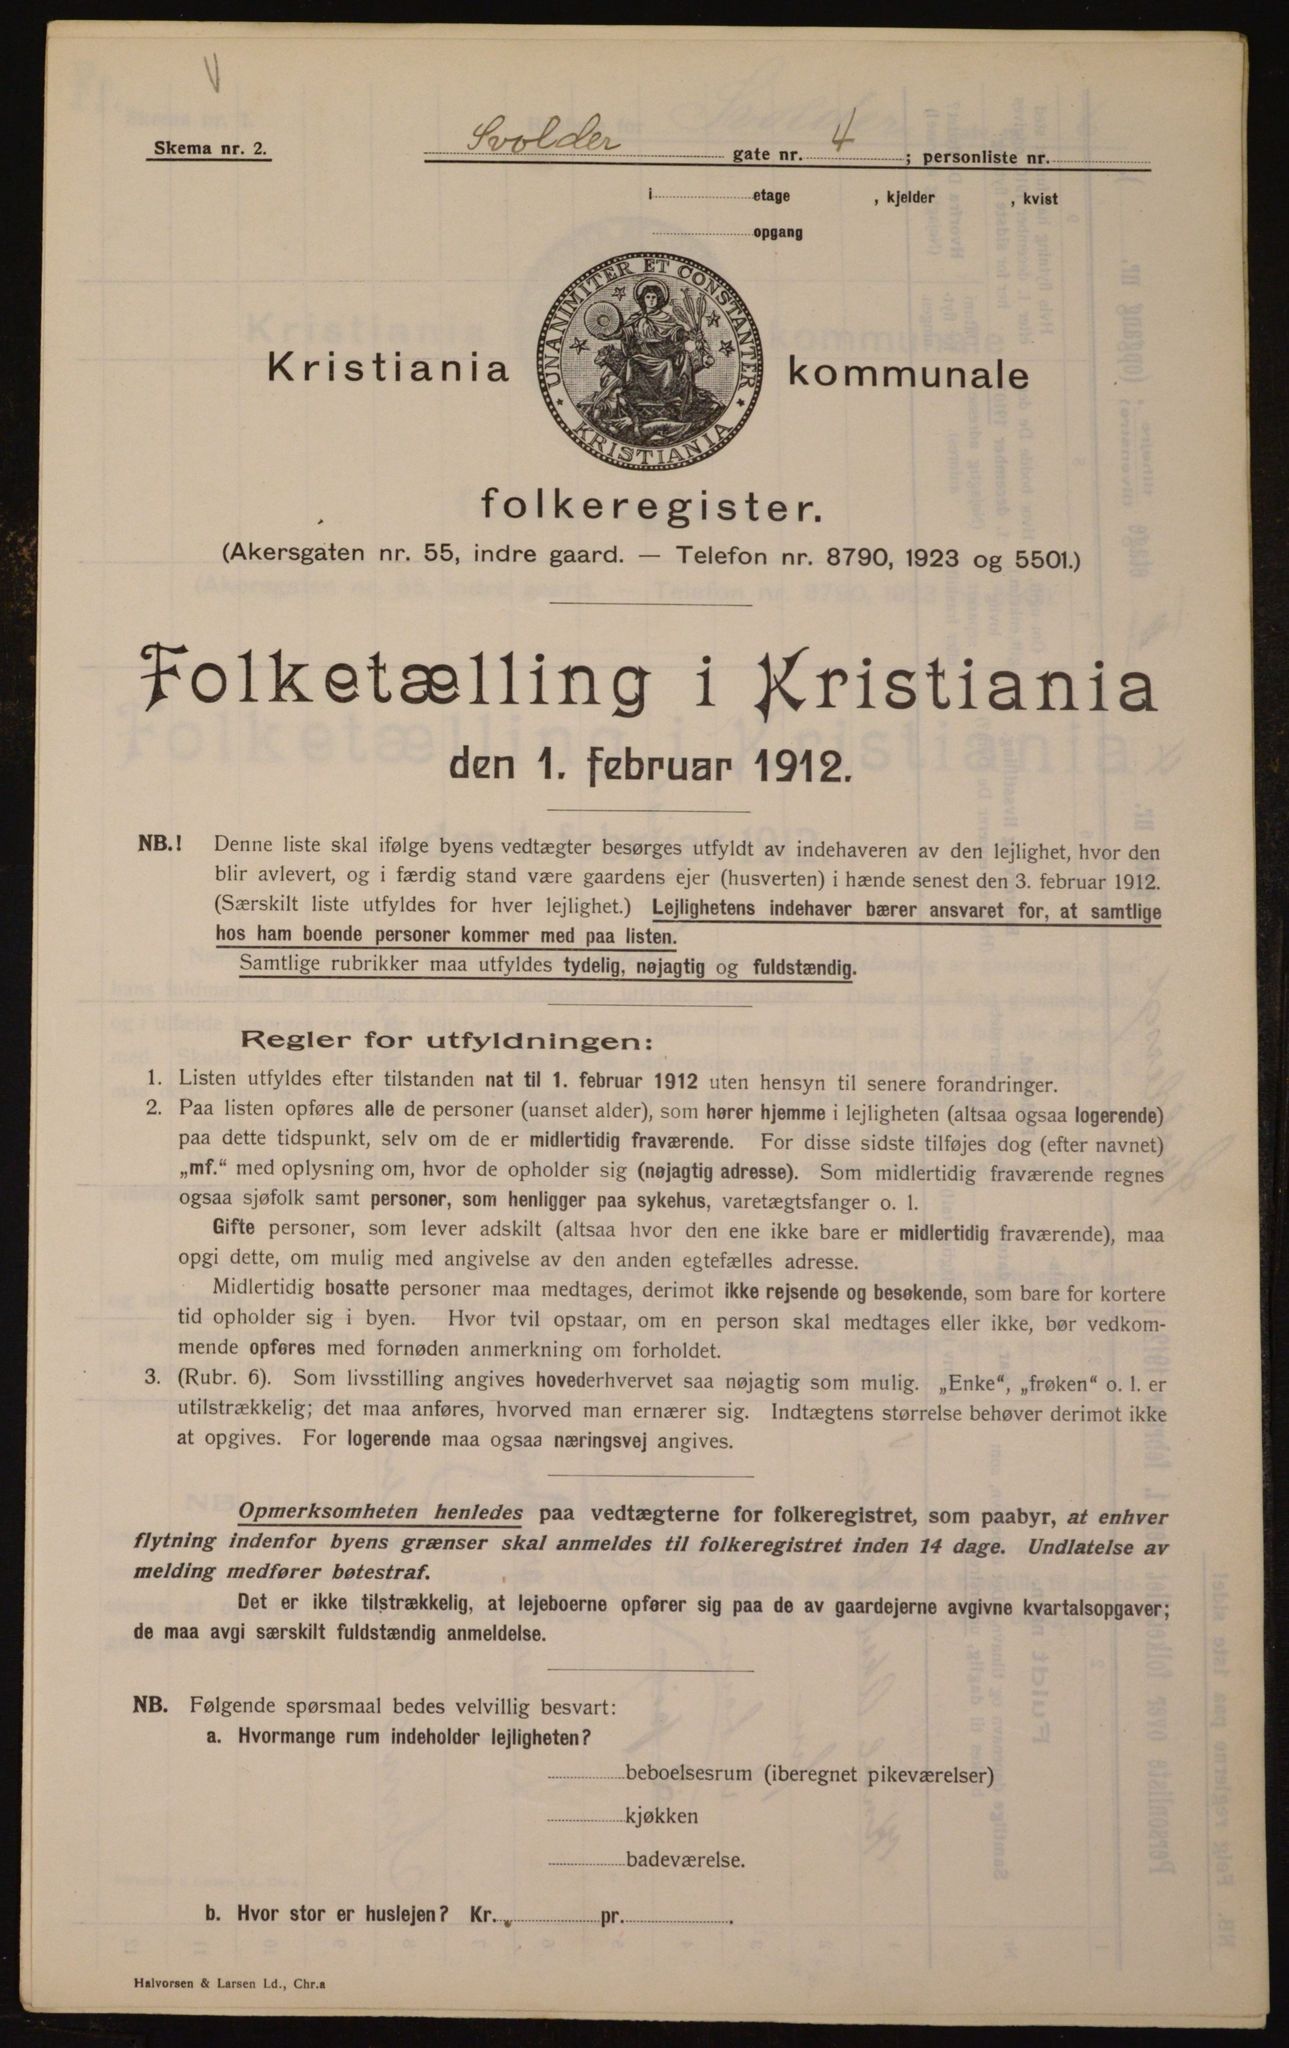 Skema nr. 2.
Svolder gate nr. 4; personliste nr.
i etage , kjelder , kvist
opgang
UNANIMITER ET CONSTANTER
KRISTIANIA
Kristiania kommunale
folkeregister.
(Akersgaten nr. 55, indre gaard. — Telefon nr. 8790, 1923 og 5501.)
Folketælling i Kristiania
den 1. februar 1912.
NB.! Denne liste skal ifølge byens vedtægter besørges utfyldt av indehaveren av den lejlighet, hvor den
blir avlevert, og i færdig stand være gaardens ejer (husverten) i hænde senest den 3. februar 1912.
(Særskilt liste utfyldes for hver lejlighet.) Lejlighetens indehaver bærer ansvaret for, at samtlige
hos ham boende personer kommer med paa listen.
Samtlige rubrikker maa utfyldes tydelig, nøjagtig og fuldstændig.
Regler for utfyldningen:
1. Listen utfyldes efter tilstanden nat til 1. februar 1912 uten hensyn til senere forandringer.
2. Paa listen opføres alle de personer (uanset alder), som hører hjemme i lejligheten (altsaa ogsaa logerende)
paa dette tidspunkt, selv om de er midlertidig fraværende. For disse sidste tilføjes dog (efter navnet)
„mf.“ med oplysning om, hvor de opholder sig (nøjagtig adresse). Som midlertidig fraværende regnes
ogsaa sjøfolk samt personer, som henligger paa sykehus, varetægtsfanger o. l.
Gifte personer, som lever adskilt (altsaa hvor den ene ikke bare er midlertidig fraværende), maa
opgi dette, om mulig med angivelse av den anden egtefælles adresse.
Midlertidig bosatte personer maa medtages, derimot ikke rejsende og besøkende, som bare for kortere
tid opholder sig i byen. Hvor tvil opstaar, om en person skal medtages eller ikke, bør vedkom-
mende opføres med fornøden anmerkning om forholdet.
3. (Rubr. 6). Som livsstilling angives hovederhvervet saa nøjagtig som mulig. „Enke“, „frøken“ o. l. er
utilstrækkelig; det maa anføres, hvorved man ernærer sig. Indtægtens størrelse behøver derimot ikke
at opgives. For logerende maa ogsaa næringsvej angives.
Opmerksomheten henledes paa vedtægterne for folkeregistret, som paabyr, at enhver
flytning indenfor byens grænser skal anmeldes til folkeregistret inden 14 dage. Undlatelse av
melding medfører bøtestraf.
Det er ikke tilstrækkelig, at lejeboerne opfører sig paa de av gaardejerne avgivne kvartalsopgaver;
de maa avgi særskilt fuldstændig anmeldelse.
NB. Følgende spørsmaal bedes velvillig besvart:
a. Hvormange rum indeholder lejligheten?
beboelsesrum (iberegnet pikeværelser)
kjøkken
badeværelse.
b. Hvor stor er huslejen? Kr. pr. .
Halvorsen & Larsen Ld., Chr.a